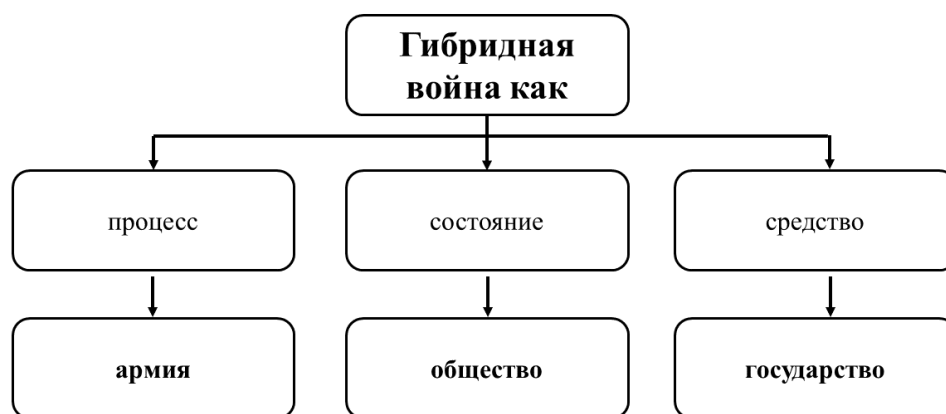 Гибридная
война как
процесс
состояние
средство
армия
общество
государство